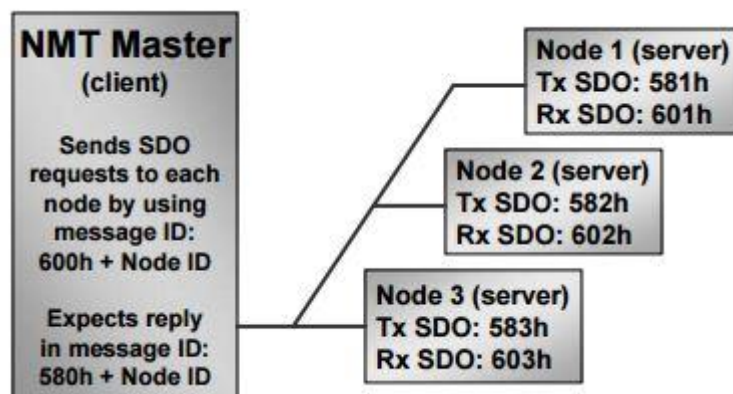 NMT Master
(client)
Sends SDO
requests to each
node by using
message ID:
600h + Node ID
Expects reply
in message ID:
580h + Node ID
Node 1 (server)
Tx SDO: 581h
Rx SDO: 601h
Node 2 (server)
Tx SDO: 582h
Rx SDO: 602h
Node 3 (server)
Tx SDO: 583h
Rx SDO: 603h